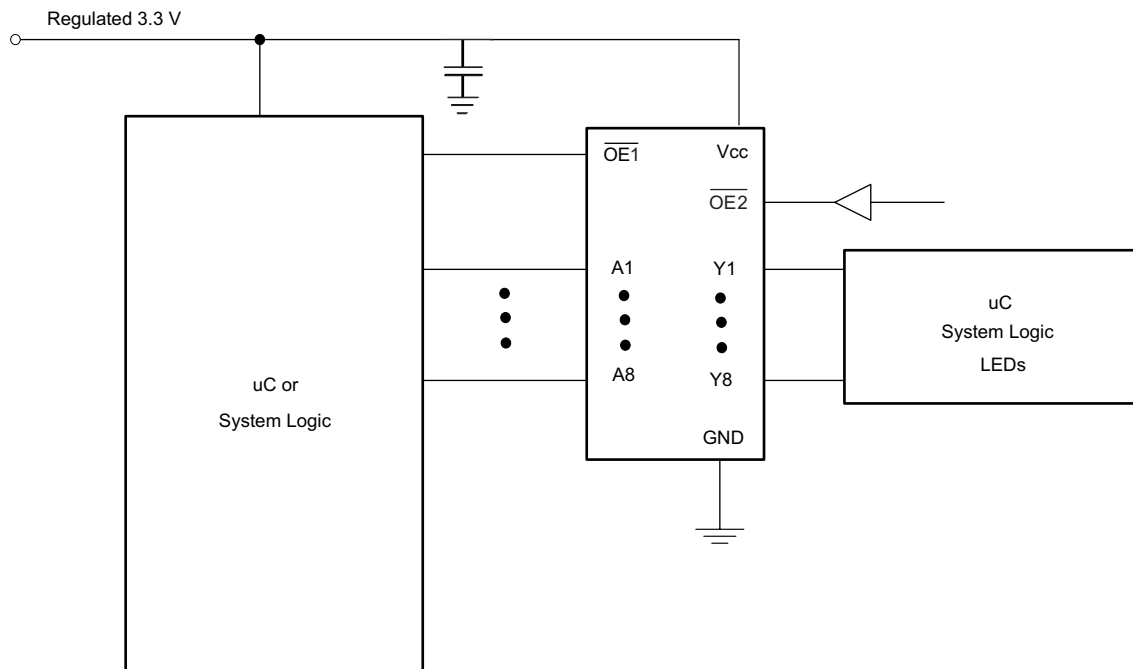 Regulated 3.3 V
OE1
Vcc
OE2
A1
Y1
A8
Y8
GND
uC or
System Logic
uC
System Logic
LEDs